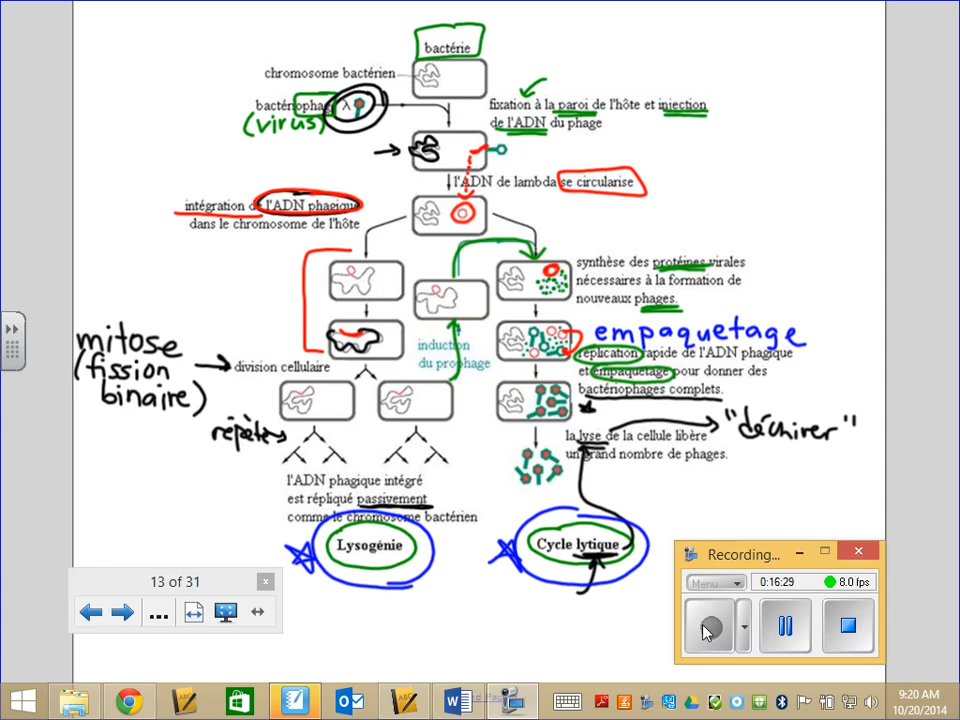 bactérie
chromosome bactérien
bactériophage λ
(virus)
fixation à la paroi de l'hôte et injection
de l'ADN du phage
l'ADN de lambda se circularise
intégration de l'ADN phagique
dans le chromosome de l'hôte
synthèse des protéines virales
nécessaires à la formation de
nouveaux phages.
empaquetage
mitose
(fission
binaire)
induction
du prophage
réplication rapide de l'ADN phagique
et empaquetage pour donner des
bactériophages complets.
division cellulaire
répète
la lyse de la cellule libère
un grand nombre de phages.
"déchirer"
l'ADN phagique intégré
est répliqué passivement
comme le chromosome bactérien
Lysogénie
Cycle lytique
13 of 31
x
...
Recording...
Menu...
0:16:29
8.0 fps
9:20 AM
10/20/2014